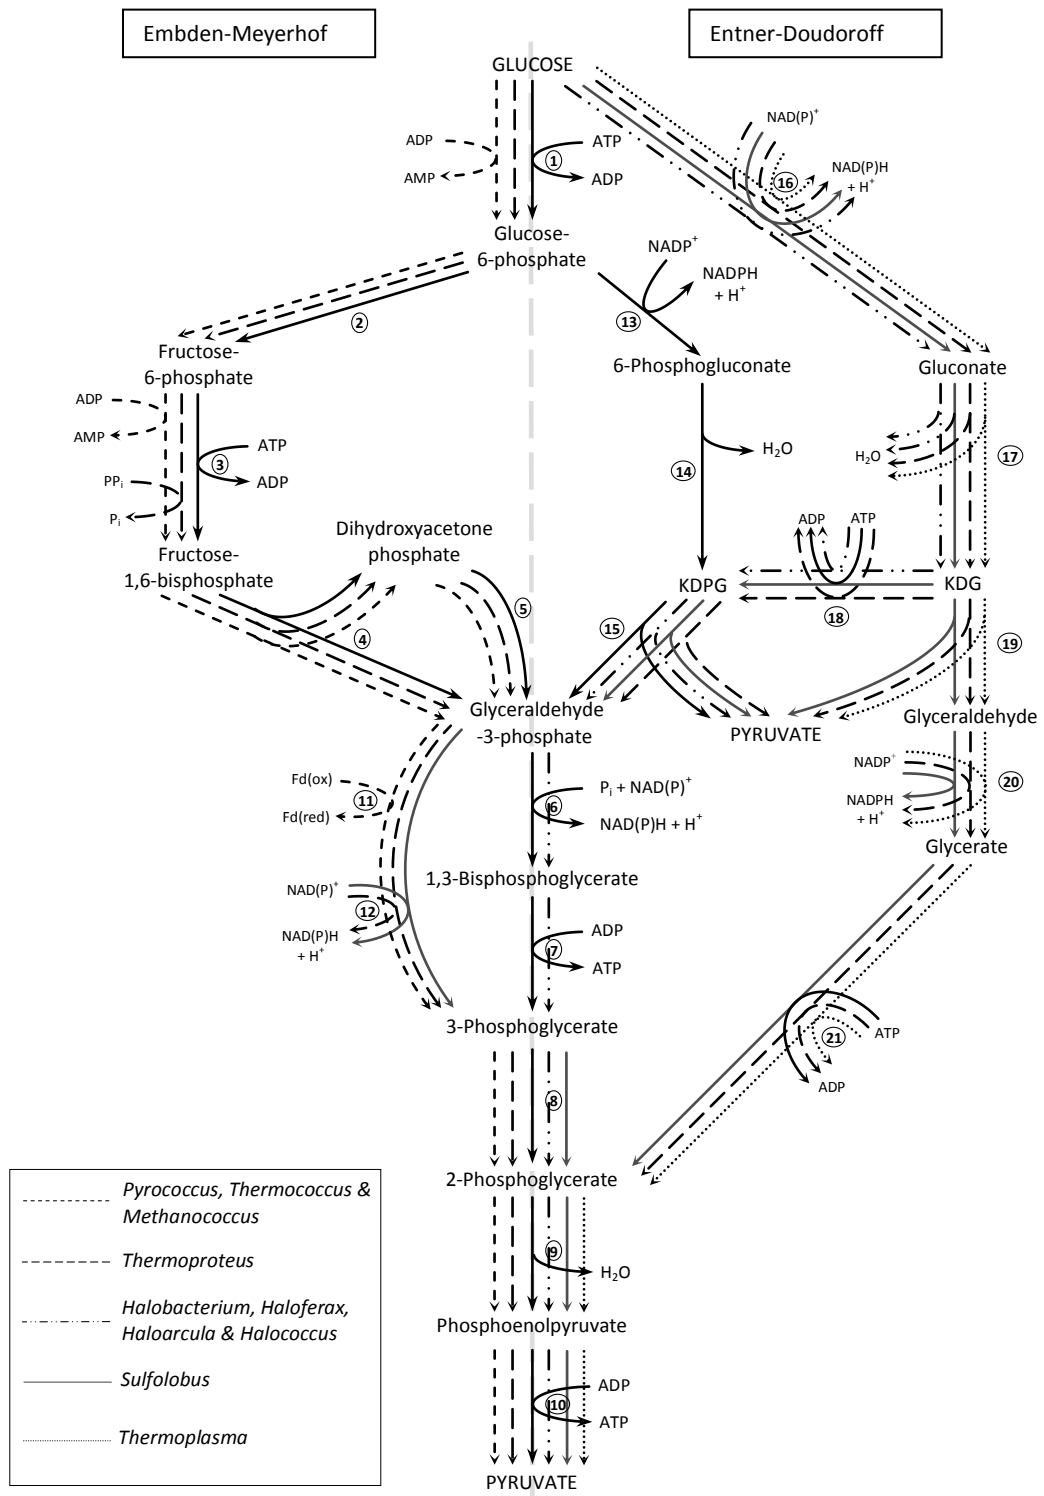 Embden-Meyerhof
Entner-Doudoroff
GLUCOSE
ADP
AMP
ATP
1
ADP
NAD(P)⁺
16
NAD(P)H
+ H⁺
Glucose-
6-phosphate
NADP⁺
NADPH
+ H⁺
2
13
Fructose-
6-phosphate
6-Phosphogluconate
Gluconate
ADP
AMP
ATP
3
ADP
PPᵢ
Pᵢ
H₂O
14
H₂O
17
Dihydroxyacetone
phosphate
ADP
ATP
Fructose-
1,6-bisphosphate
KDPG
KDG
18
4
5
15
19
Glyceraldehyde
-3-phosphate
PYRUVATE
Glyceraldehyde
Fd(ox)
11
Fd(red)
Pᵢ + NAD(P)⁺
6
NAD(P)H + H⁺
NADP⁺
20
NADPH
+ H⁺
Glycerate
1,3-Bisphosphoglycerate
NAD(P)⁺
12
NAD(P)H
+ H⁺
ADP
7
ATP
3-Phosphoglycerate
ATP
21
ADP
8
2-Phosphoglycerate
9
H₂O
Phosphoenolpyruvate
ADP
10
ATP
PYRUVATE
Pyrococcus, Thermococcus &
Methanococcus
Thermoproteus
Halobacterium, Haloferax,
Haloarcula & Halococcus
Sulfolobus
Thermoplasma